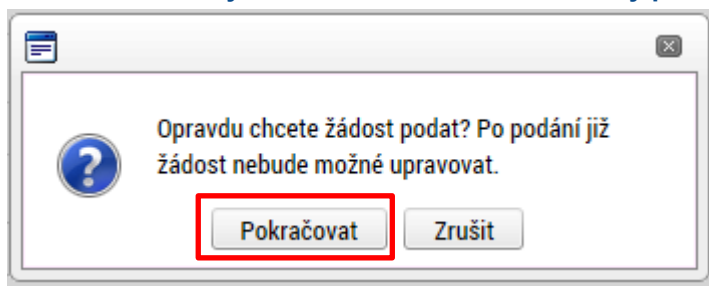 Opravdu chcete žádost podat? Po podání již
žádost nebude možné upravovat.
Pokračovat
Zrušit